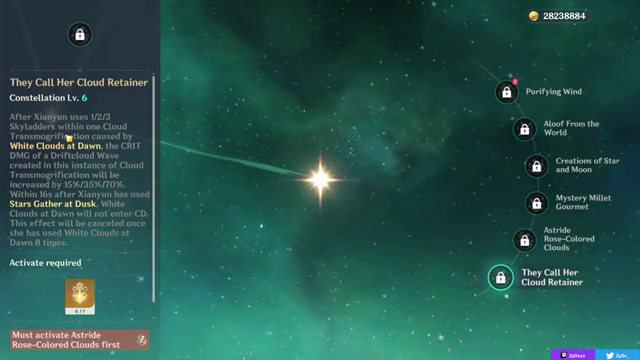 28238884
They Call Her Cloud Retainer
Constellation Lv. 6
After Xianyun uses 1/2/3
Skyladders within one Cloud
Transmogrification caused by
White Clouds at Dawn, the CRIT
DMG of a Driftcloud Wave
created in this instance of Cloud
Transmogrification will be
increased by 15%/35%/70%.
Within 16s after Xianyun has used
Stars Gather at Dusk, White
Clouds at Dawn will not enter CD.
This effect will be canceled once
she has used White Clouds at
Dawn 8 times.
Activate required
6/1
Must activate Astride
Rose-Colored Clouds first
Purifying Wind
Aloof From the
World
Creations of Star
and Moon
Mystery Millet
Gourmet
Astride
Rose-Colored
Clouds
They Call Her
Cloud Retainer